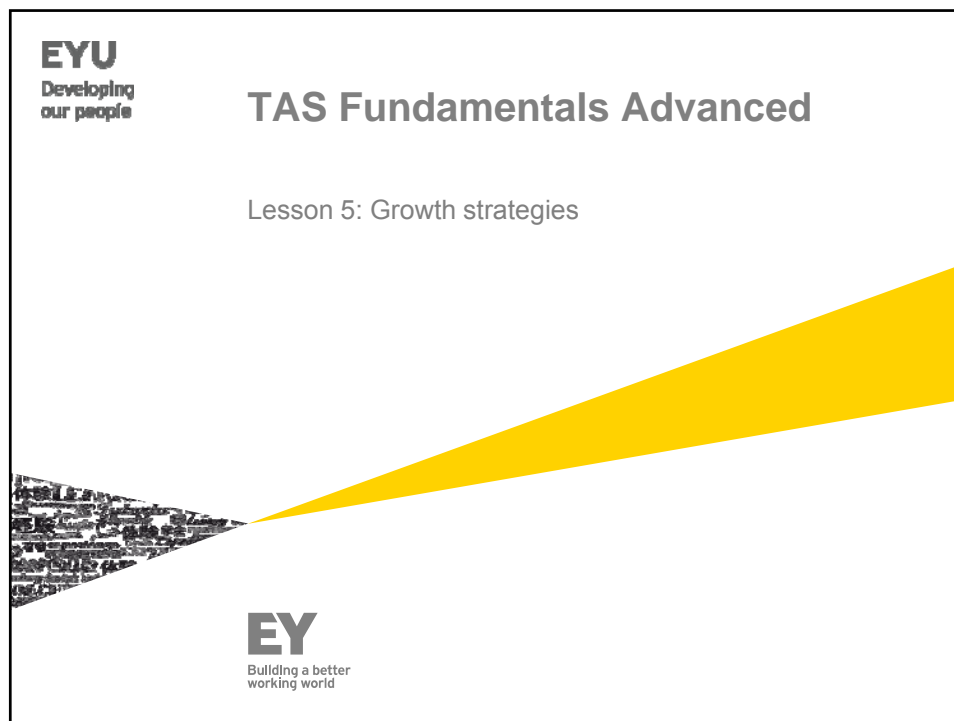 EYU
Developing
our people
TAS Fundamentals Advanced
Lesson 5: Growth strategies
EY
Building a better
working world